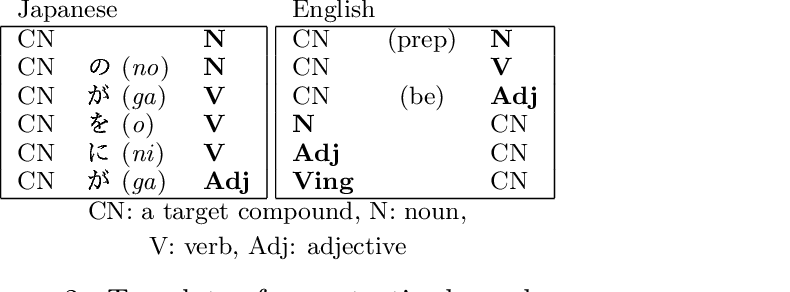 Japanese English
CN N CN (prep) N
CN の (no) N CN V
CN が (ga) V CN (be) Adj
CN を (o) V N CN
CN に (ni) V Adj CN
CN が (ga) Adj Ving CN
CN: a target compound, N: noun,
V: verb, Adj: adjective